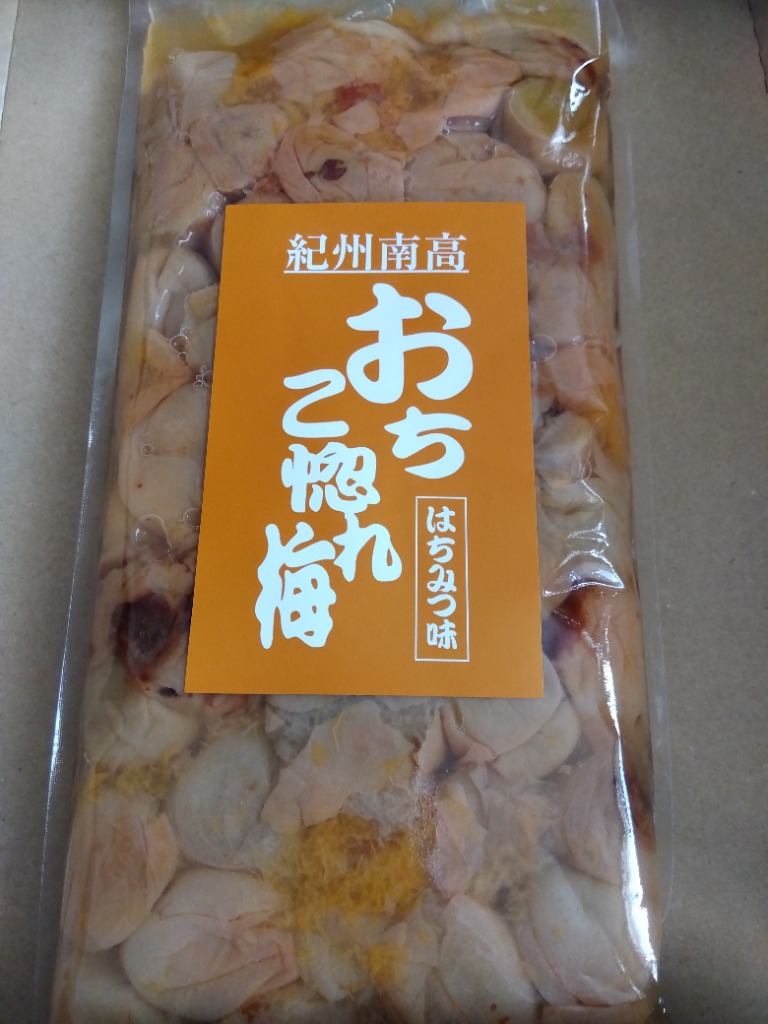 紀州南高
おち
こ惚れ
梅
はちみつ味